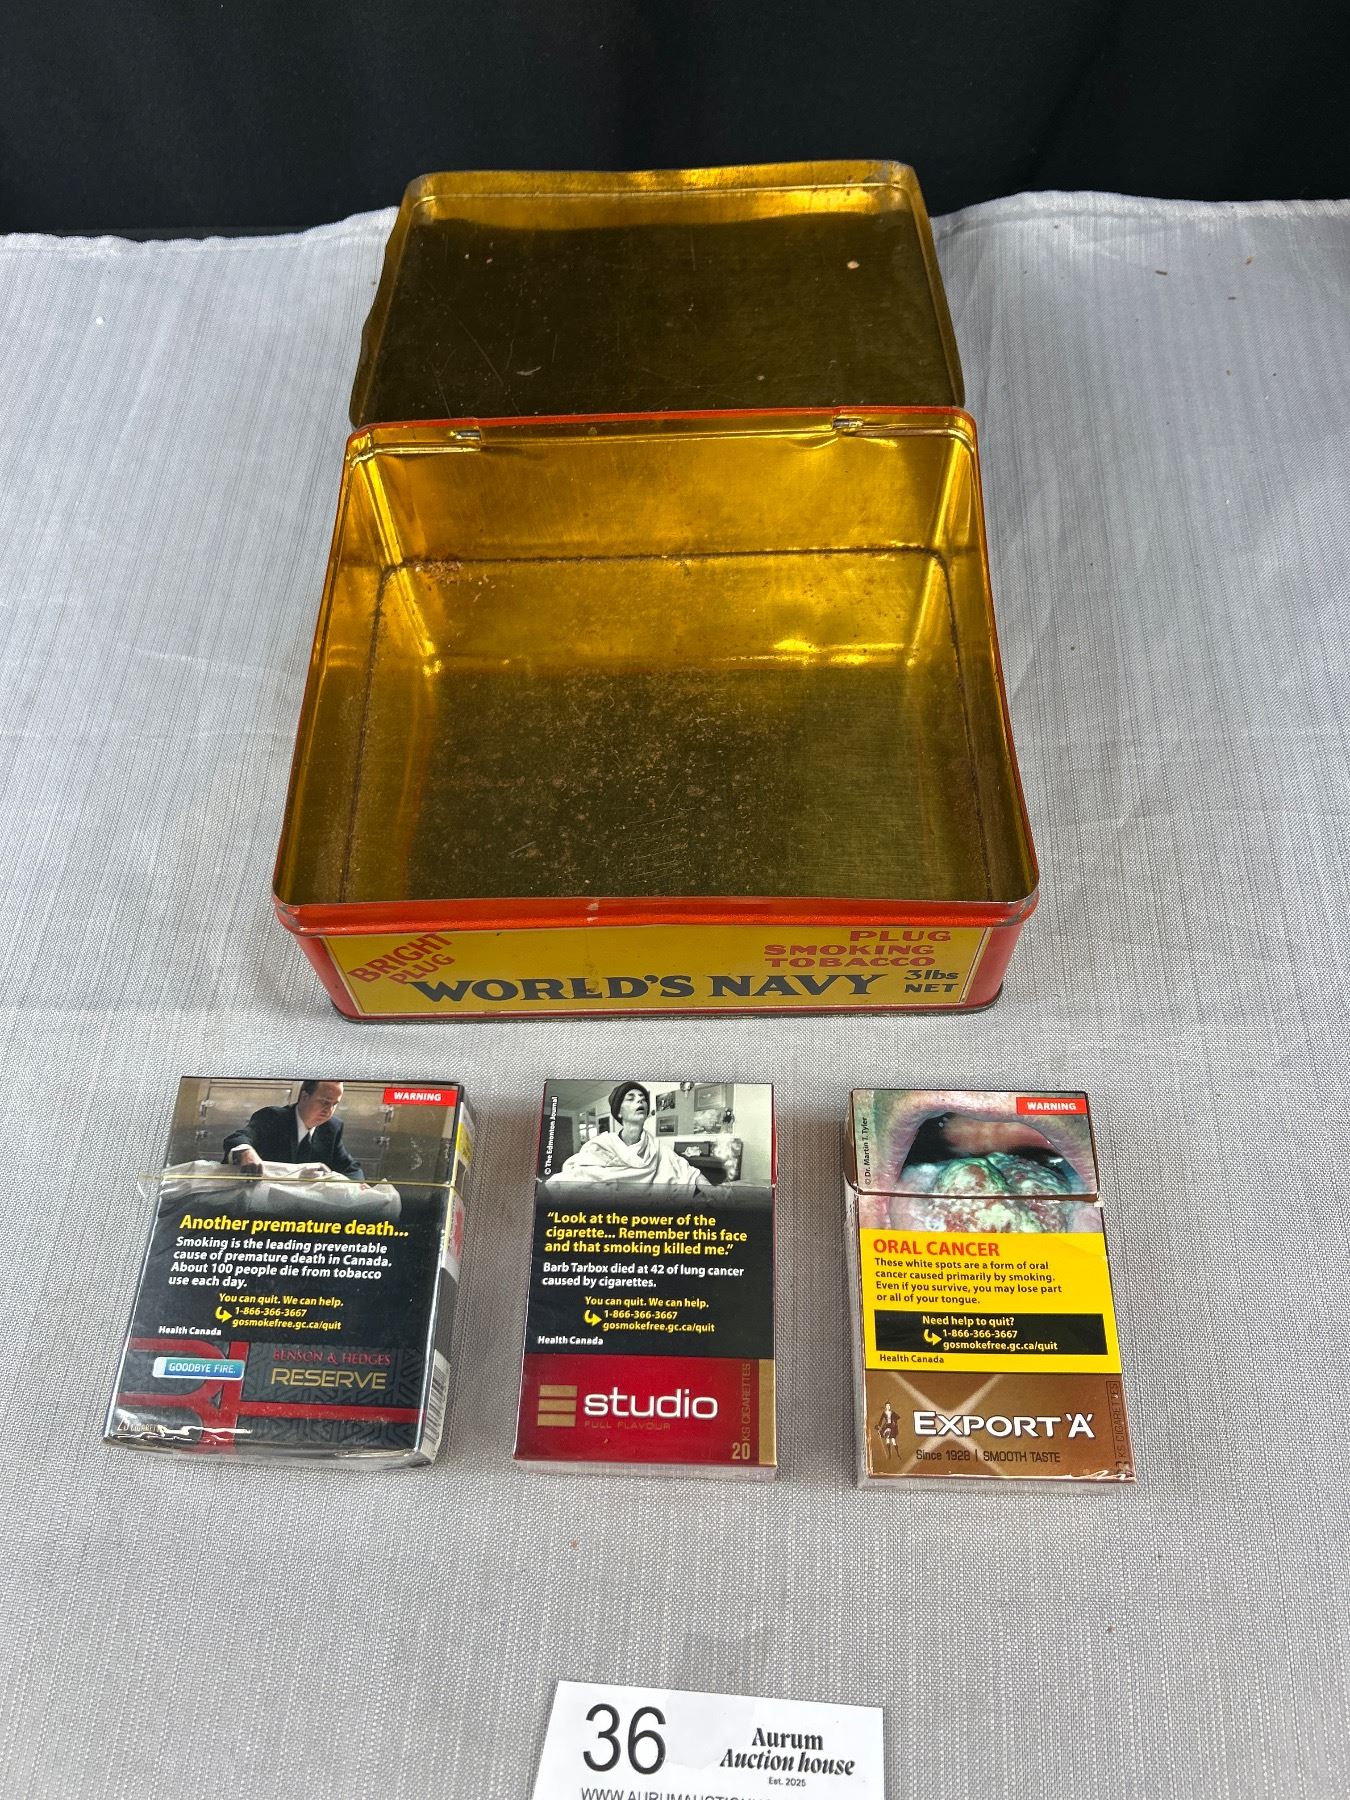 BRIGHT
PLUG
PLUG
SMOKING
TOBACCO
WORLD'S NAVY
3 lbs
NET
WARNING
Another premature death...
Smoking is the leading preventable
cause of premature death in Canada.
About 100 people die from tobacco
use each day.
You can quit. We can help.
1-866-366-3667
gosmokefree.gc.ca/quit
Health Canada
GOODBYE FIRE.
BENSON & HEDGES
RESERVE
© The Edmonton Journal
"Look at the power of the
cigarette... Remember this face
and that smoking killed me."
Barb Tarbox died at 42 of lung cancer
caused by cigarettes.
You can quit. We can help.
1-866-366-3667
gosmokefree.gc.ca/quit
Health Canada
studio
FULL FLAVOUR
20 KS CIGARETTES
© Dr. Martin T. Tyler
WARNING
ORAL CANCER
These white spots are a form of oral
cancer caused primarily by smoking.
Even if you survive, you may lose part
or all of your tongue.
Need help to quit?
1-866-366-3667
gosmokefree.gc.ca/quit
Health Canada
EXPORT 'A'
Since 1928 | SMOOTH TASTE
KS CIGARETTES
36
Aurum
Auction house
Est. 2025